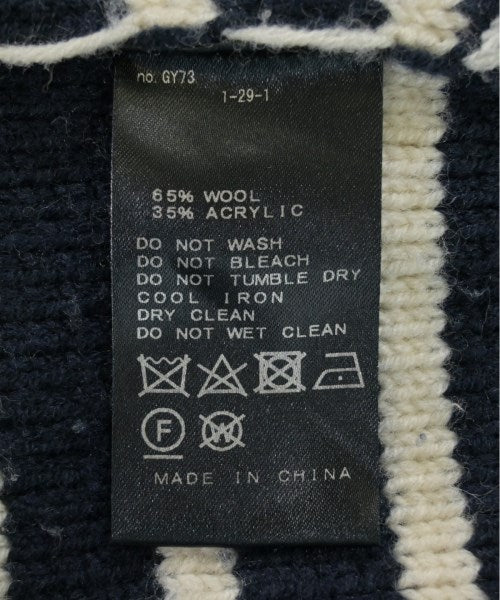 no. GY73
1-29-1
65% WOOL
35% ACRYLIC
DO NOT WASH
DO NOT BLEACH
DO NOT TUMBLE DRY
COOL IRON
DRY CLEAN
DO NOT WET CLEAN
F W
MADE IN CHINA